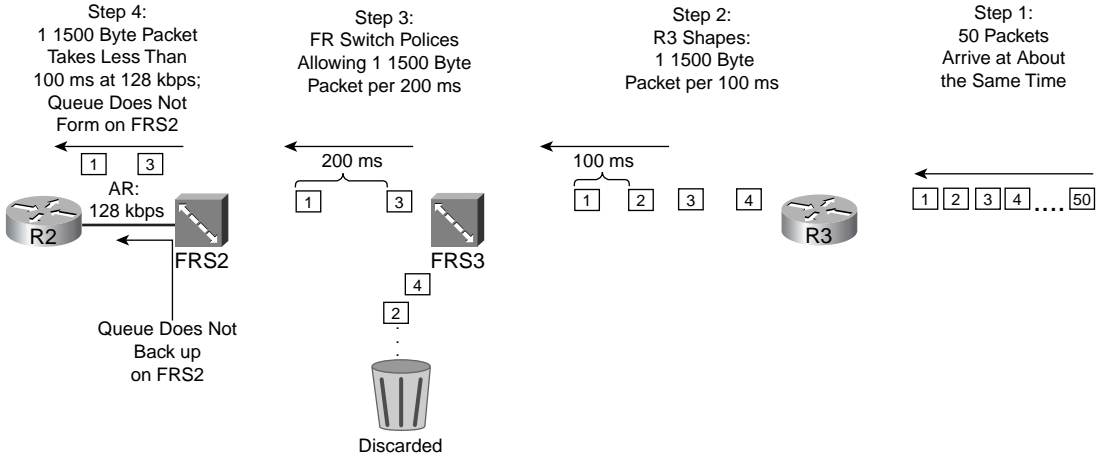 Step 4:
1 1500 Byte Packet
Takes Less Than
100 ms at 128 kbps;
Queue Does Not
Form on FRS2
Step 3:
FR Switch Polices
Allowing 1 1500 Byte
Packet per 200 ms
Step 2:
R3 Shapes:
1 1500 Byte
Packet per 100 ms
Step 1:
50 Packets
Arrive at About
the Same Time
1 3
AR:
128 kbps
R2
FRS2
Queue Does Not
Back up
on FRS2
200 ms
1 3
FRS3
4
2
Discarded
100 ms
1 2 3 4
R3
1 2 3 4 .... 50